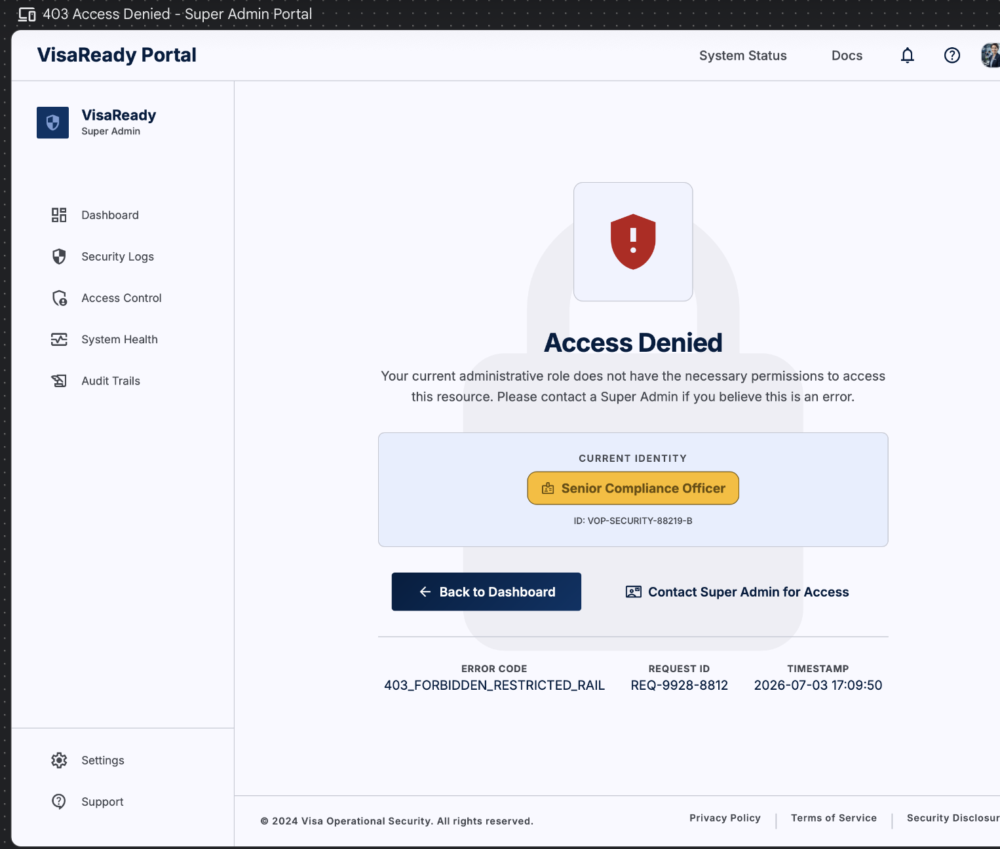 403 Access Denied - Super Admin Portal
VisaReady Portal
System Status
Docs
VisaReady
Super Admin
Dashboard
Security Logs
Access Control
System Health
Audit Trails
Settings
Support
Access Denied
Your current administrative role does not have the necessary permissions to access
this resource. Please contact a Super Admin if you believe this is an error.
CURRENT IDENTITY
Senior Compliance Officer
ID: VOP-SECURITY-88219-B
Back to Dashboard
Contact Super Admin for Access
ERROR CODE
403_FORBIDDEN_RESTRICTED_RAIL
REQUEST ID
REQ-9928-8812
TIMESTAMP
2026-07-03 17:09:50
© 2024 Visa Operational Security. All rights reserved.
Privacy Policy
Terms of Service
Security Disclosur